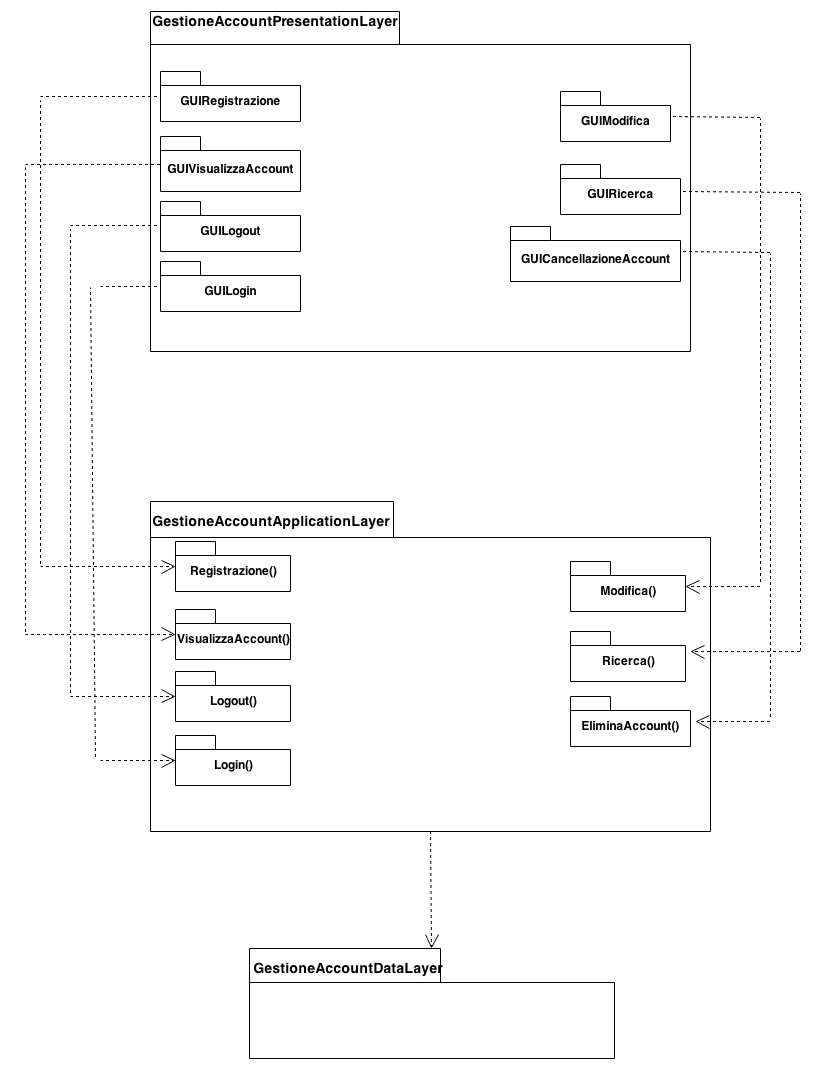 GestioneAccountPresentationLayer
GUIRegistrazione
GUIVisualizzaAccount
GUILogout
GUILogin
GUIModifica
GUIRicerca
GUICancellazioneAccount
GestioneAccountApplicationLayer
Registrazione()
VisualizzaAccount()
Logout()
Login()
Modifica()
Ricerca()
EliminaAccount()
GestioneAccountDataLayer